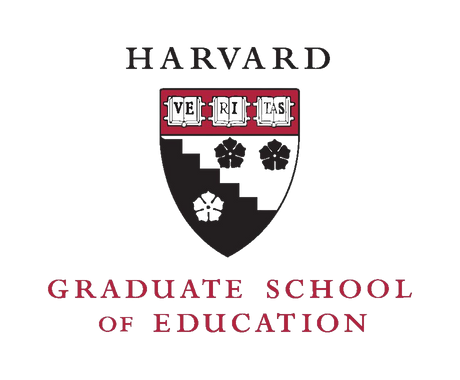 HARVARD
VE RI TAS
GRADUATE SCHOOL
OF EDUCATION